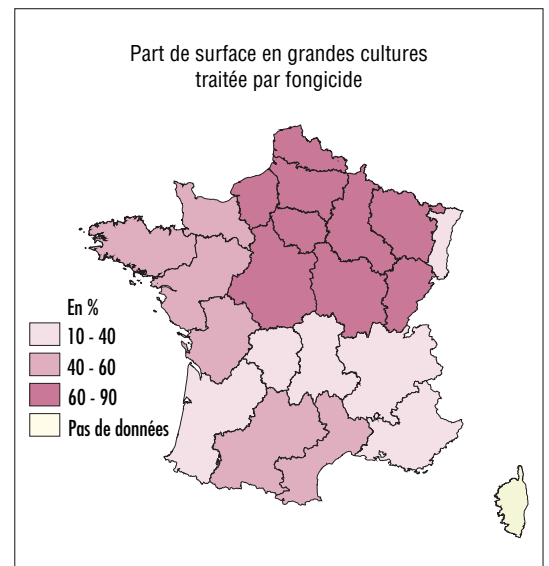 Part de surface en grandes cultures
traitée par fongicide
En %
10 - 40
40 - 60
60 - 90
Pas de données